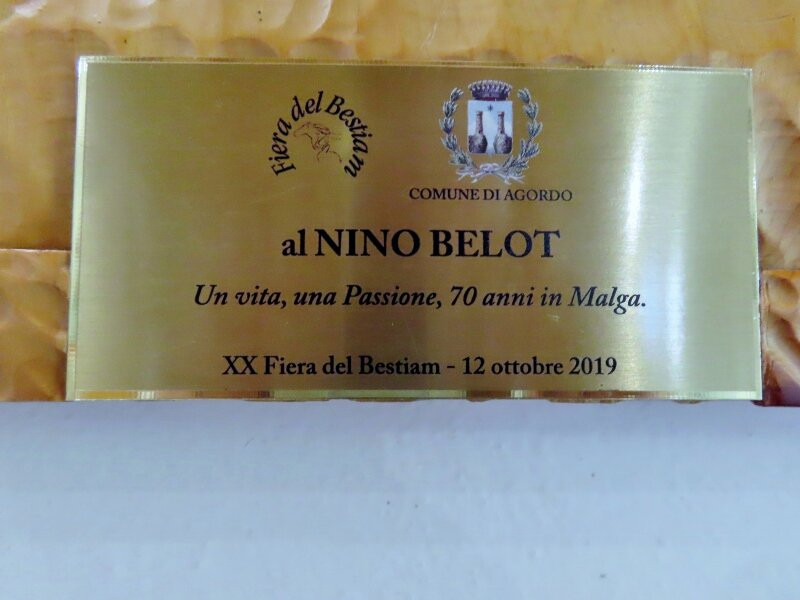 Fiera del Bestiam
COMUNE DI AGORDO
al NINO BELOT
Un vita, una Passione, 70 anni in Malga.
XX Fiera del Bestiam - 12 ottobre 2019